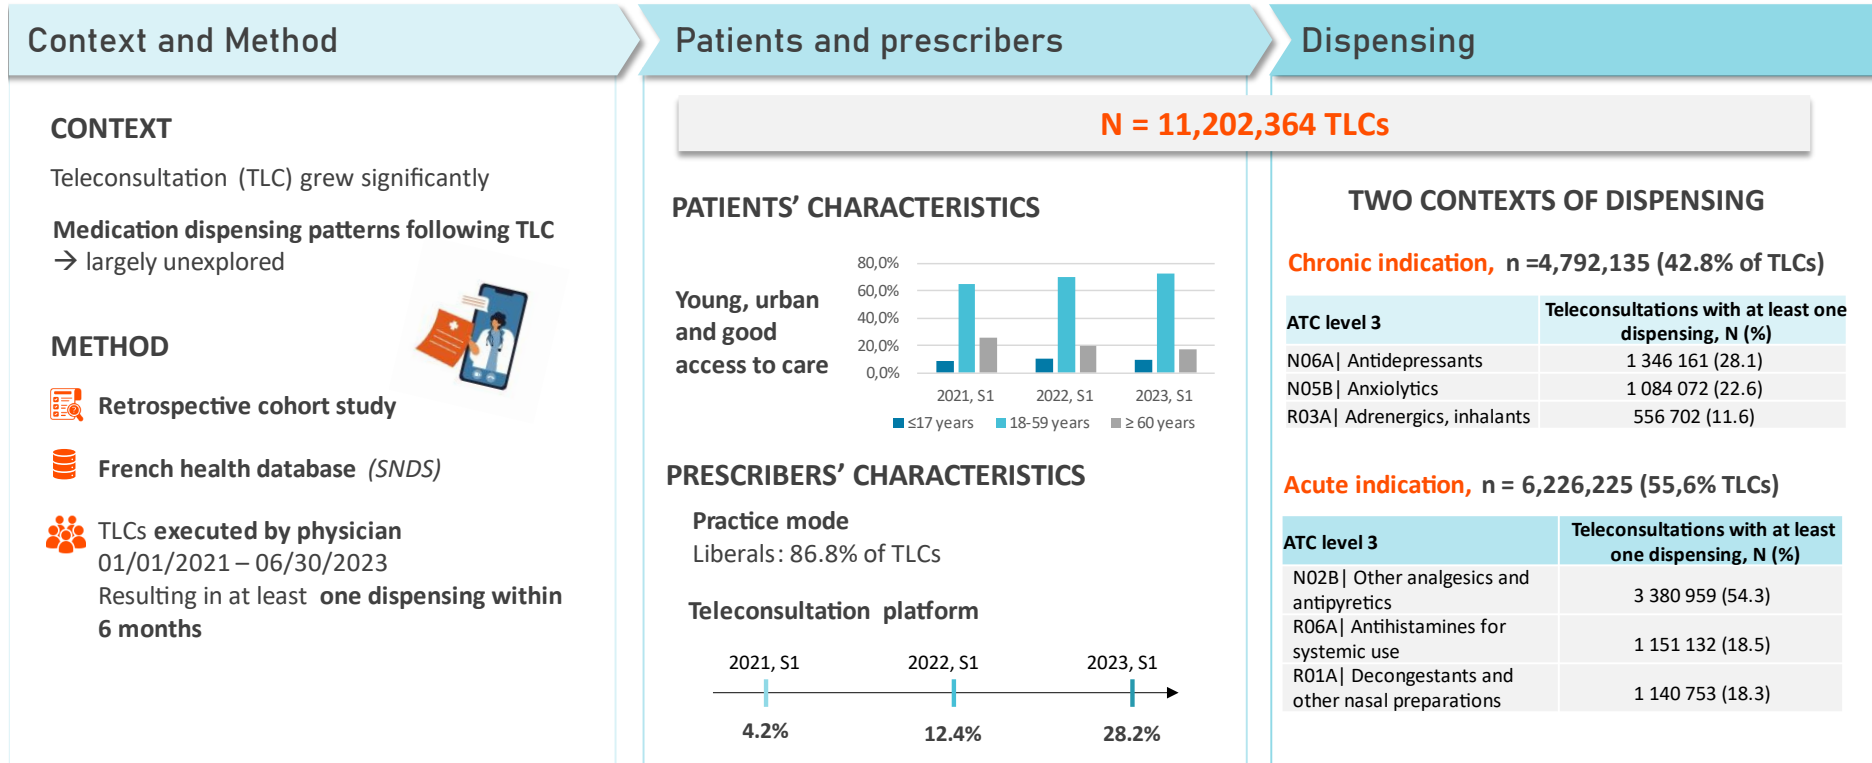 Context and Method
CONTEXT
Teleconsultation (TLC) grew significantly
Medication dispensing patterns following TLC
→ largely unexplored
METHOD
Retrospective cohort study
French health database (SNDS)
TLCs executed by physician
01/01/2021 – 06/30/2023
Resulting in at least one dispensing within
6 months
Patients and prescribers
Dispensing
N = 11,202,364 TLCs
PATIENTS’ CHARACTERISTICS
Young, urban
and good
access to care
80,0%
60,0%
40,0%
20,0%
0,0%
2021, S1 2022, S1 2023, S1
≤17 years 18-59 years ≥ 60 years
PRESCRIBERS’ CHARACTERISTICS
Practice mode
Liberals: 86.8% of TLCs
Teleconsultation platform
2021, S1 2022, S1 2023, S1
4.2% 12.4% 28.2%
TWO CONTEXTS OF DISPENSING
Chronic indication, n =4,792,135 (42.8% of TLCs)
ATC level 3 Teleconsultations with at least one
dispensing, N (%)
N06A| Antidepressants 1 346 161 (28.1)
N05B| Anxiolytics 1 084 072 (22.6)
R03A| Adrenergics, inhalants 556 702 (11.6)
Acute indication, n = 6,226,225 (55,6% TLCs)
ATC level 3 Teleconsultations with at least
one dispensing, N (%)
N02B| Other analgesics and
antipyretics 3 380 959 (54.3)
R06A| Antihistamines for
systemic use 1 151 132 (18.5)
R01A| Decongestants and
other nasal preparations 1 140 753 (18.3)